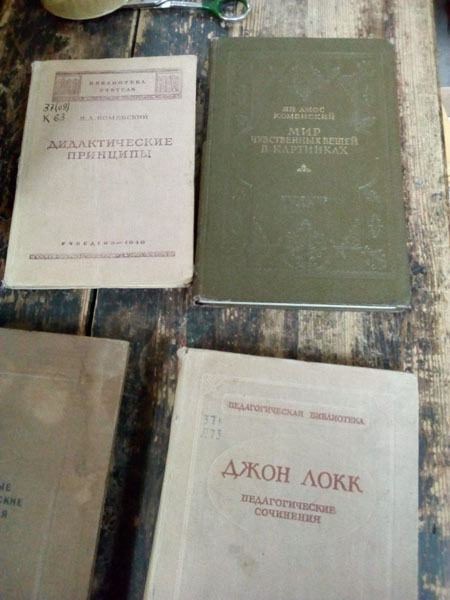 БИБЛИОТЕКА
УЧИТЕЛЯ
37(09)
К 63
Я. А. КОМЕНСКИЙ
ДИДАКТИЧЕСКИЕ
ПРИНЦИПЫ
УЧПЕДГИЗ—1940
ЯН АМОС
КОМЕНСКИЙ
МИР
ЧУВСТВЕННЫХ ВЕЩЕЙ
В КАРТИНКАХ
ПЕДАГОГИЧЕСКАЯ БИБЛИОТЕКА
ДЖОН ЛОКК
ПЕДАГОГИЧЕСКИЕ
СОЧИНЕНИЯ